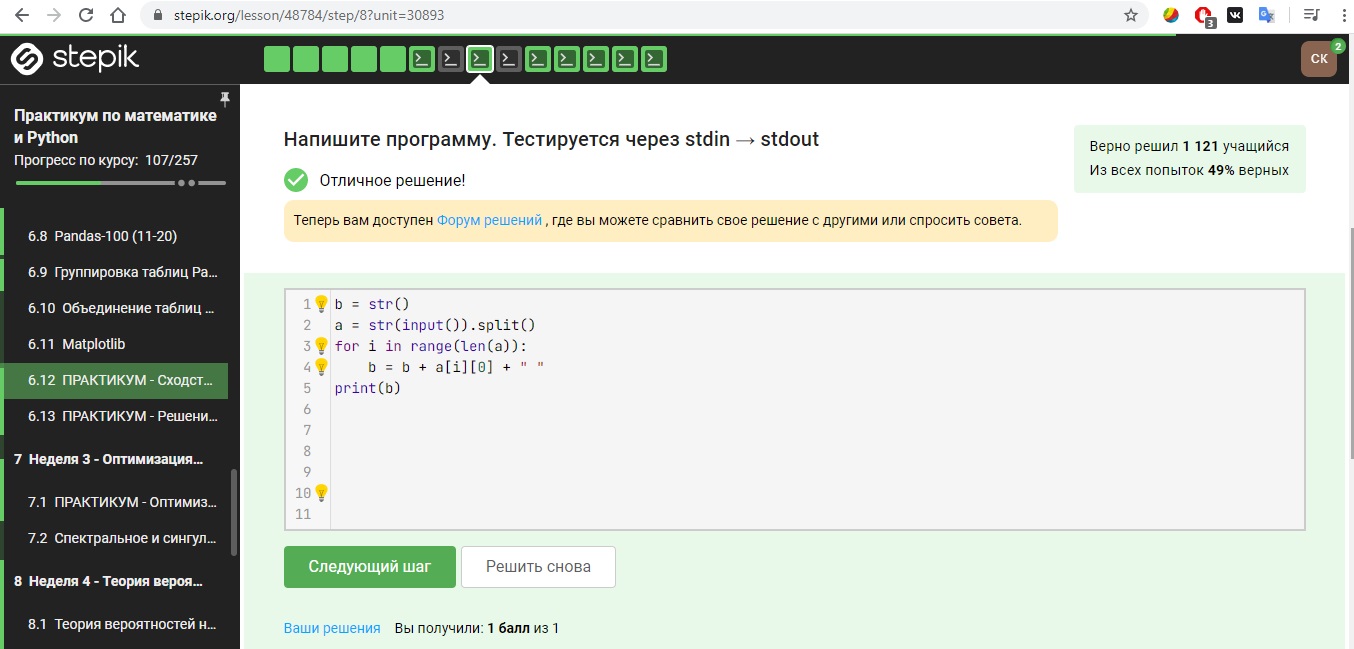 stepik.org/lesson/48784/step/8?unit=30893
3
stepik
СК
2
Практикум по математике
и Python
Прогресс по курсу: 107/257
6.8 Pandas-100 (11-20)
6.9 Группировка таблиц Pa...
6.10 Объединение таблиц ...
6.11 Matplotlib
6.12 ПРАКТИКУМ - Сходст...
6.13 ПРАКТИКУМ - Решени...
7 Неделя 3 - Оптимизация...
7.1 ПРАКТИКУМ - Оптимиз...
7.2 Спектральное и сингул...
8 Неделя 4 - Теория вероя...
8.1 Теория вероятностей н...
Напишите программу. Тестируется через stdin → stdout
Отличное решение!
Теперь вам доступен Форум решений , где вы можете сравнить свое решение с другими или спросить совета.
Верно решил 1 121 учащийся
Из всех попыток 49% верных
1 b = str()
2 a = str(input()).split()
3 for i in range(len(a)):
4     b = b + a[i][0] + " "
5 print(b)
6
7
8
9
10
11
Следующий шаг
Решить снова
Ваши решения Вы получили: 1 балл из 1